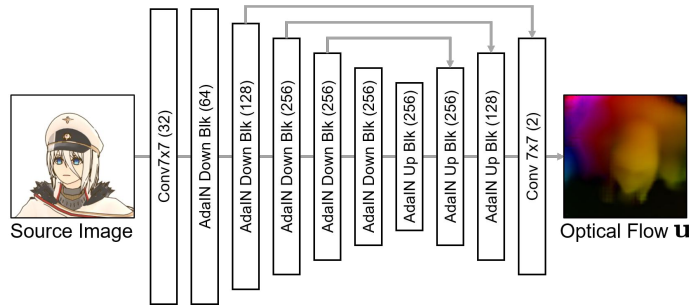 Source Image
Conv7x7 (32)
AdaIN Down Blk (64)
AdaIN Down Blk (128)
AdaIN Down Blk (256)
AdaIN Down Blk (256)
AdaIN Down Blk (256)
AdaIN Up Blk (256)
AdaIN Up Blk (256)
AdaIN Up Blk (128)
Conv 7x7 (2)
Optical Flow u